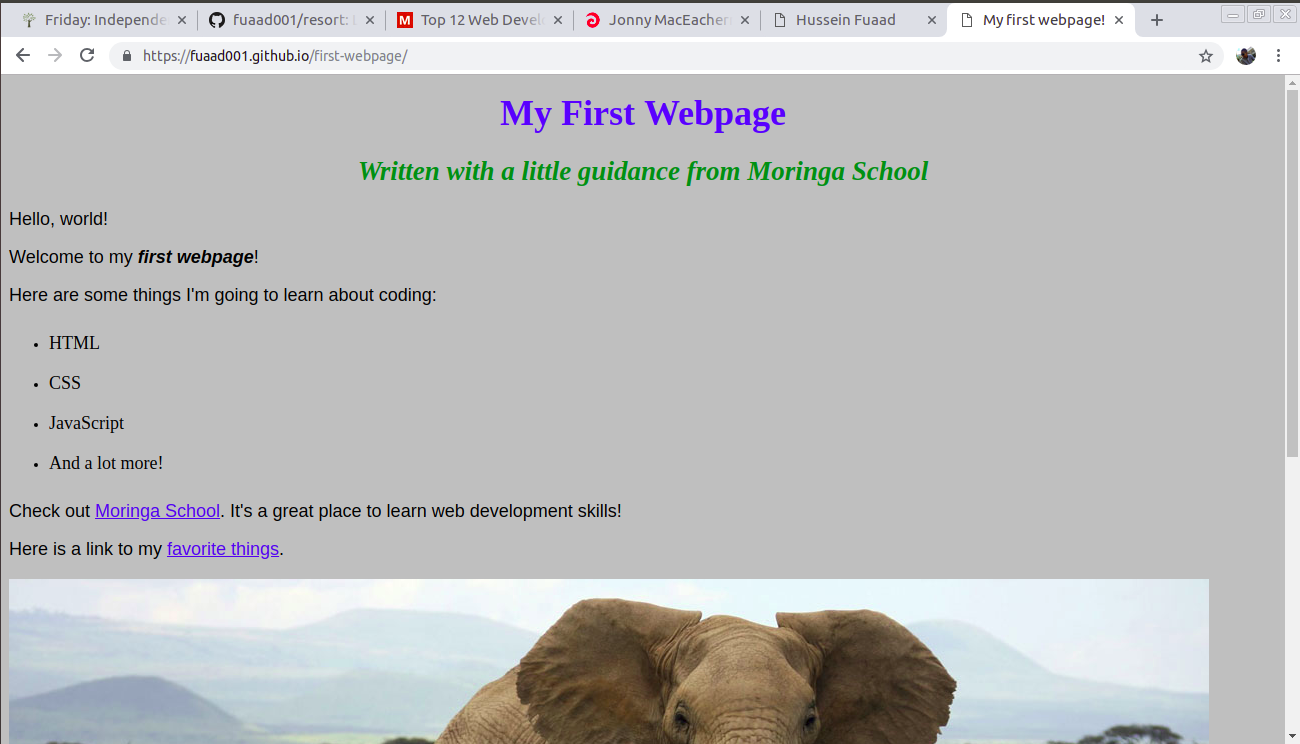 Friday: Independe
fuaad001/resort: L
Top 12 Web Devel
Jonny MacEachern
Hussein Fuaad
My first webpage!
https://fuaad001.github.io/first-webpage/
My First Webpage
Written with a little guidance from Moringa School
Hello, world!
Welcome to my first webpage!
Here are some things I'm going to learn about coding:
• HTML
• CSS
• JavaScript
• And a lot more!
Check out Moringa School. It's a great place to learn web development skills!
Here is a link to my favorite things.